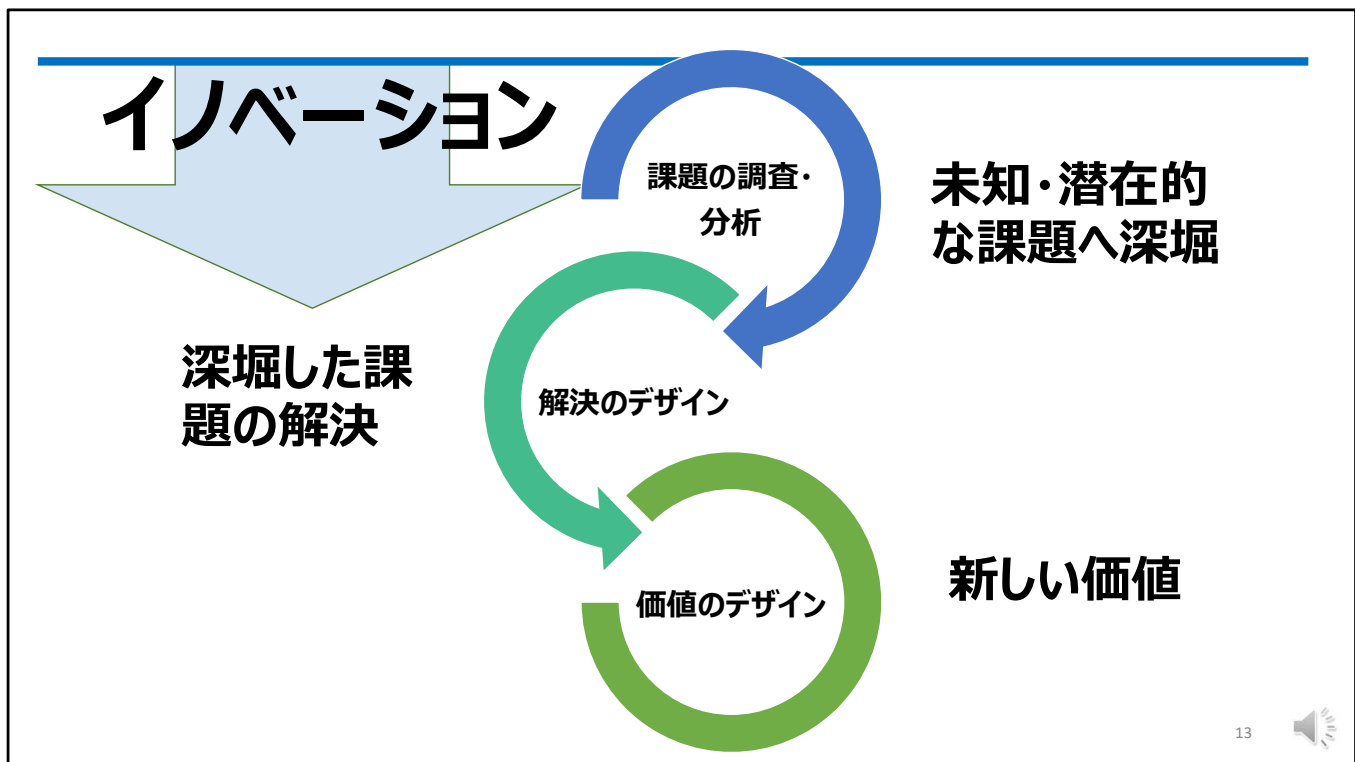 イノベーション
課題の調査・
分析
未知・潜在的
な課題へ深堀
深堀した課
題の解決
解決のデザイン
価値のデザイン
新しい価値
13